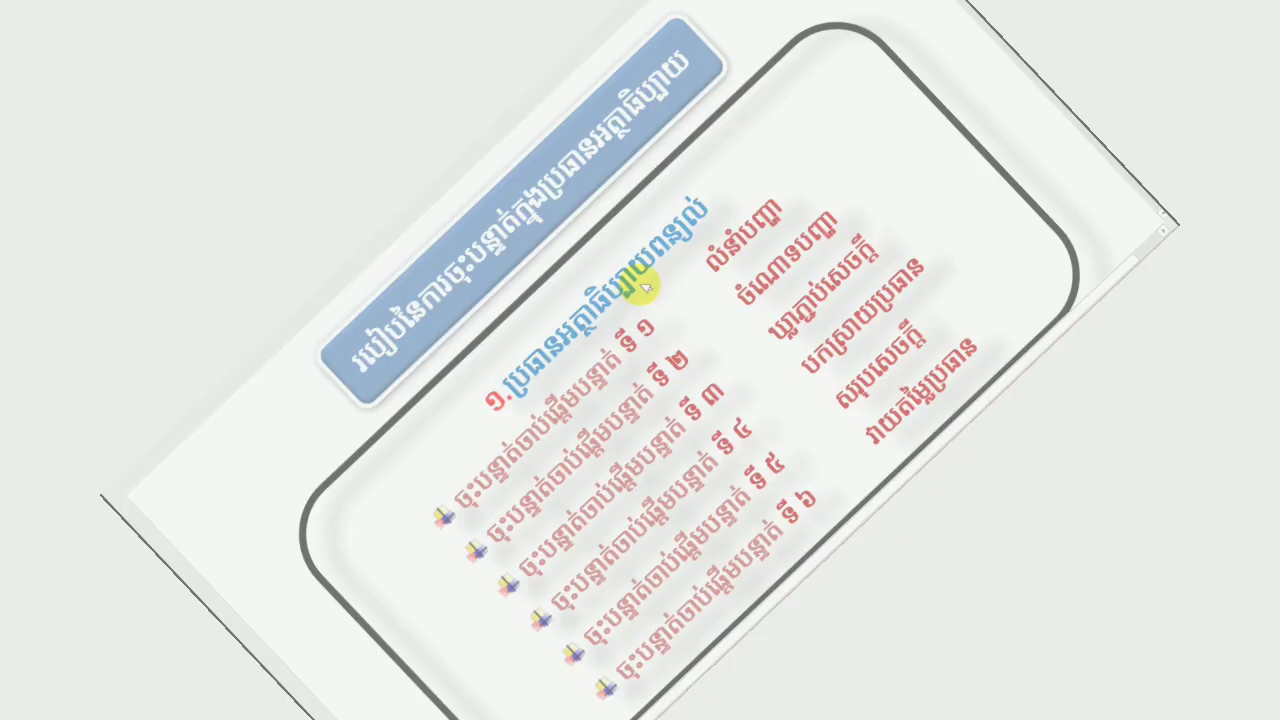 របៀបនៃការចុះបន្ទាត់ក្នុងប្រធានអត្ថាធិប្បាយ
១.ប្រធានអត្ថាធិប្បាយពន្យល់
ចុះបន្ទាត់ចាប់ផ្ដើមបន្ទាត់ ទី ១ លំនាំបញ្ហា
ចុះបន្ទាត់ចាប់ផ្ដើមបន្ទាត់ ទី ២ ចំណោទបញ្ហា
ចុះបន្ទាត់ចាប់ផ្ដើមបន្ទាត់ ទី ៣ ឃ្លាភ្ជាប់សេចក្ដី
ចុះបន្ទាត់ចាប់ផ្ដើមបន្ទាត់ ទី ៤ បកស្រាយប្រធាន
ចុះបន្ទាត់ចាប់ផ្ដើមបន្ទាត់ ទី ៥ សរុបសេចក្ដី
ចុះបន្ទាត់ចាប់ផ្ដើមបន្ទាត់ ទី ៦ វាយតម្លៃប្រធាន